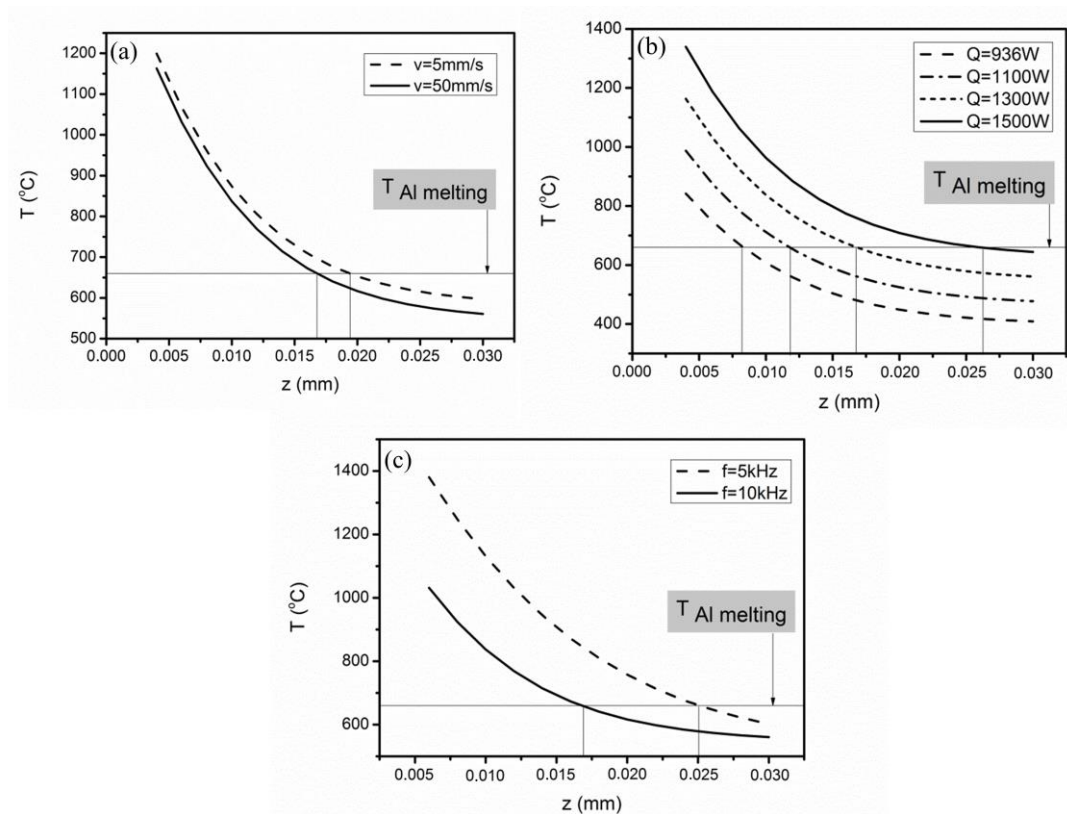 (a)
v=5mm/s
v=50mm/s
T Al melting
T (°C)
1200
1100
1000
900
800
700
600
500
0.000 0.005 0.010 0.015 0.020 0.025 0.030
z (mm)
(b)
Q=936W
Q=1100W
Q=1300W
Q=1500W
T Al melting
T (°C)
1400
1200
1000
800
600
400
0.000 0.005 0.010 0.015 0.020 0.025 0.030
z (mm)
(c)
f=5kHz
f=10kHz
T Al melting
T (°C)
1400
1200
1000
800
600
0.005 0.010 0.015 0.020 0.025 0.030
z (mm)